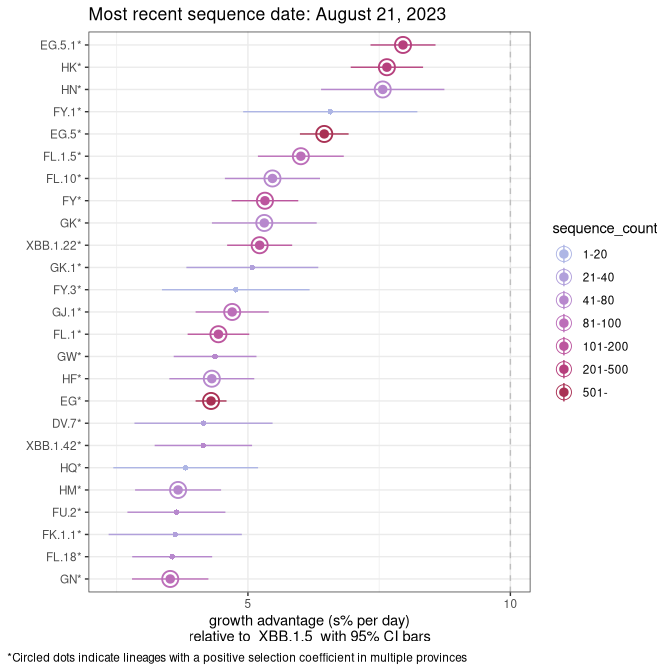 Most recent sequence date: August 21, 2023
EG.5.1*
HK*
HN*
FY.1*
EG.5*
FL.1.5*
FL.10*
FY*
GK*
XBB.1.22*
GK.1*
FY.3*
GJ.1*
FL.1*
GW*
HF*
EG*
DV.7*
XBB.1.42*
HQ*
HM*
FU.2*
FK.1.1*
FL.18*
GN*
5 10
growth advantage (s% per day)
relative to XBB.1.5 with 95% CI bars
sequence_count
1-20
21-40
41-80
81-100
101-200
201-500
501-
*Circled dots indicate lineages with a positive selection coefficient in multiple provinces